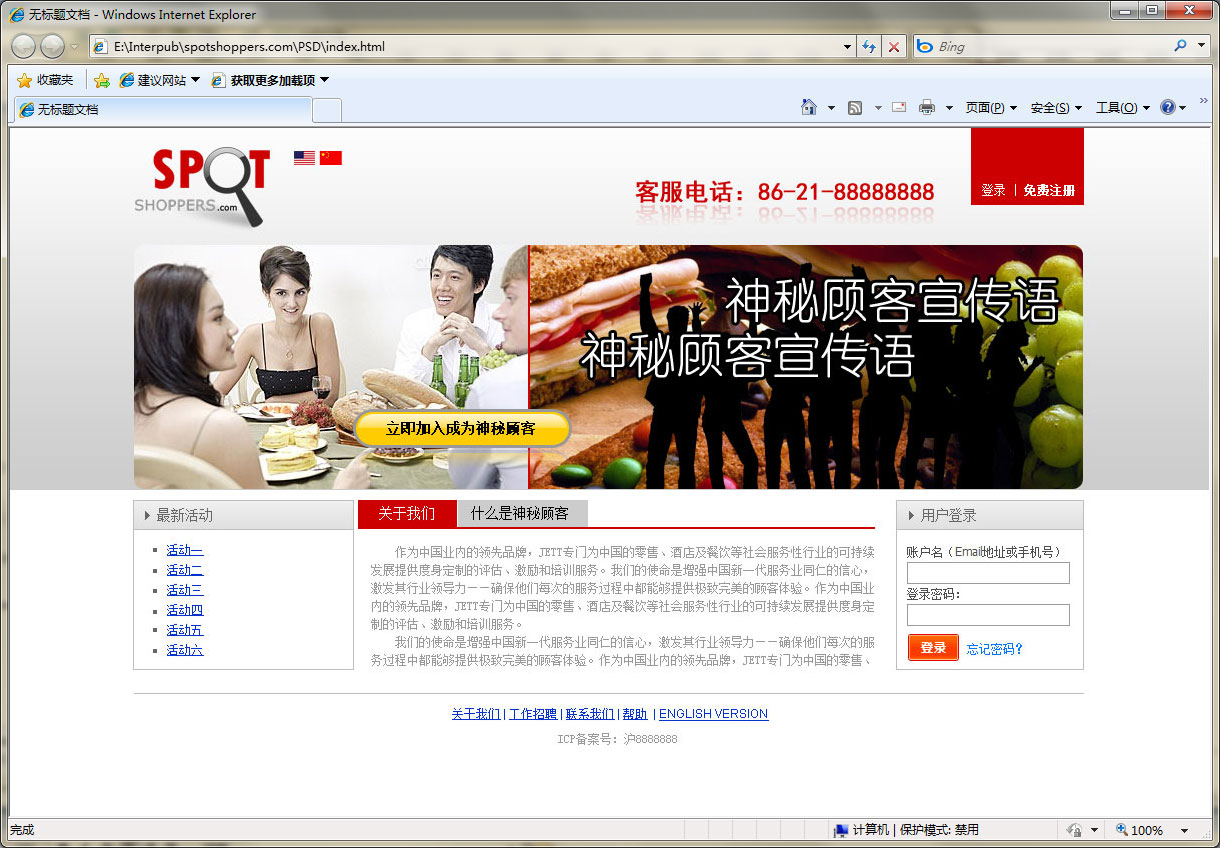 无标题文档 - Windows Internet Explorer
E:\Interpub\spotshoppers.com\PSD\index.html
Bing
收藏夹 建议网站 获取更多加载项
无标题文档
页面(P) 安全(S) 工具(O)
SPOT
SHOPPERS.com
客服电话：86-21-88888888
登录 | 免费注册
神秘顾客宣传语
神秘顾客宣传语
立即加入成为神秘顾客
最新活动
活动一
活动二
活动三
活动四
活动五
活动六
关于我们 什么是神秘顾客
作为中国业内的领先品牌，JETT专门为中国的零售、酒店及餐饮等社会服务性行业的可持续
发展提供度身定制的评估、激励和培训服务。我们的使命是增强中国新一代服务业同仁的信心，
激发其行业领导力－－确保他们每次的服务过程中都能够提供极致完美的顾客体验。作为中国业
内的领先品牌，JETT专门为中国的零售、酒店及餐饮等社会服务性行业的可持续发展提供度身定
制的评估、激励和培训服务。
我们的使命是增强中国新一代服务业同仁的信心，激发其行业领导力－－确保他们每次的服
务过程中都能够提供极致完美的顾客体验。作为中国业内的领先品牌，JETT专门为中国的零售、
用户登录
账户名（Email地址或手机号）
登录密码：
登录 忘记密码？
关于我们 | 工作招聘 | 联系我们 | 帮助 | ENGLISH VERSION
ICP备案号：沪8888888
完成
计算机 | 保护模式: 禁用
100%